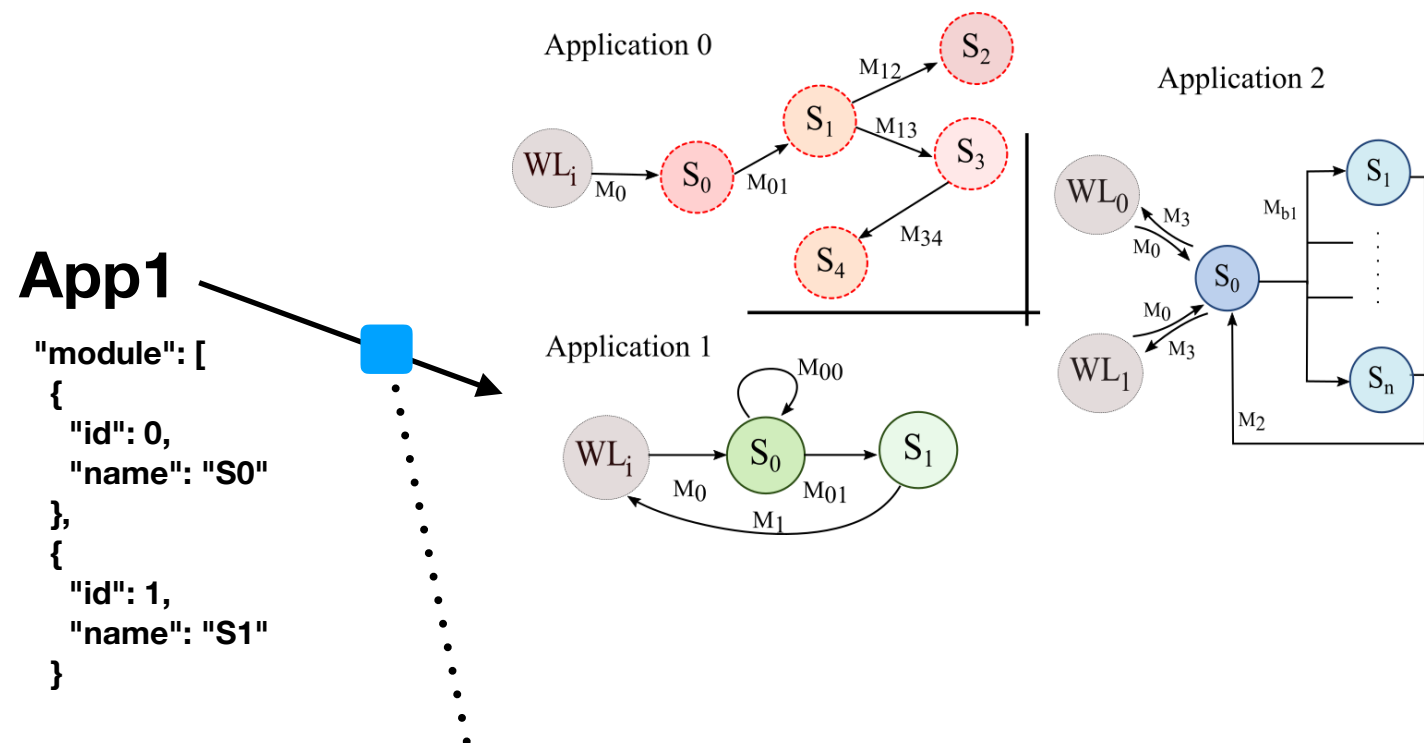 Application 0
S2
M12
S1
M13
S3
WLi
M0
S0
M01
M34
S4
Application 2
WL0
M3
M0
S0
Mb1
S1
M0
M3
WL1
Sn
M2
App1
"module": [
{
"id": 0,
"name": "S0"
},
{
"id": 1,
"name": "S1"
}
Application 1
M00
WLi
S0
S1
M0
M01
M1